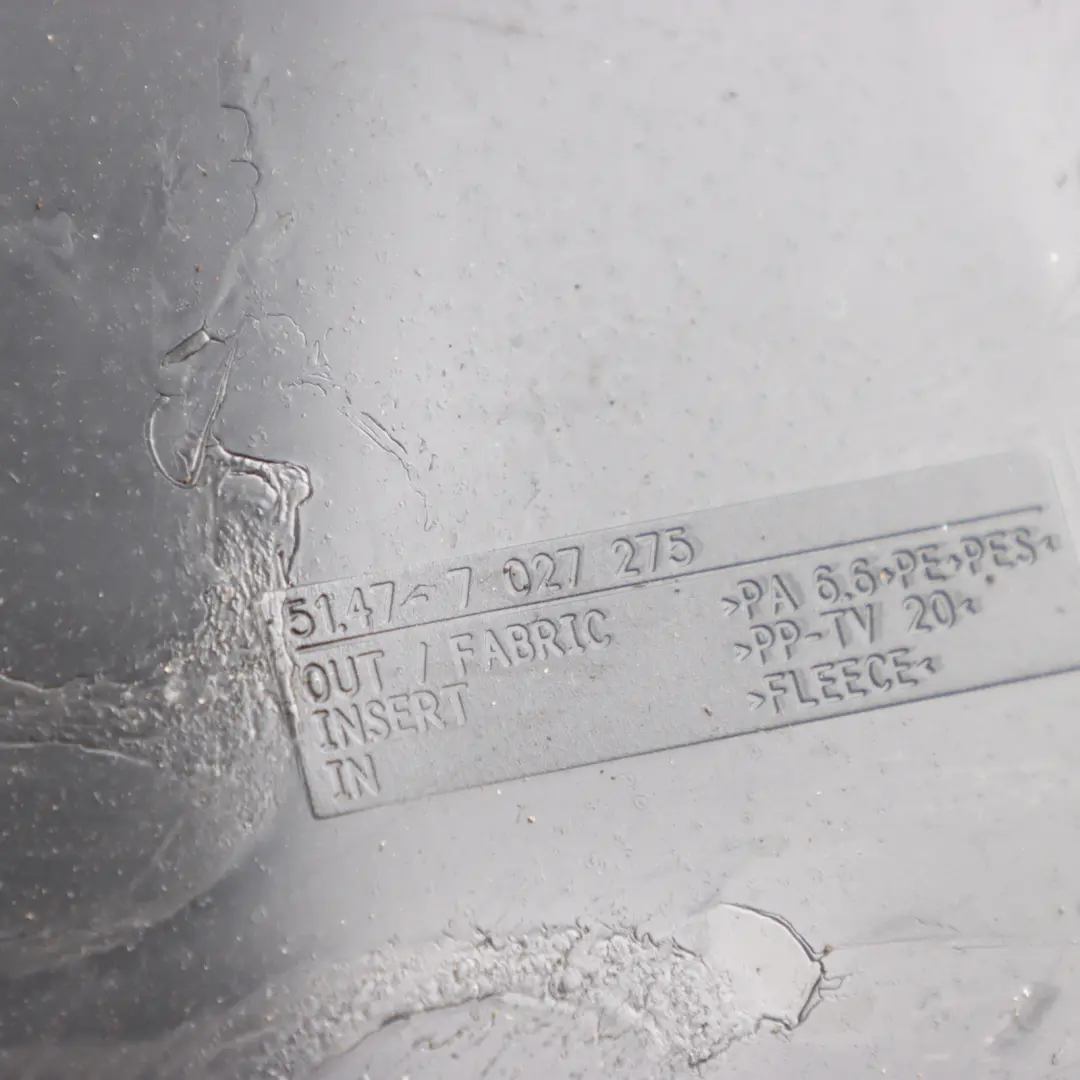 51.47-7 027 275
OUT / FABRIC >PA 6.6+PE+PES<
INSERT >PP-TV 20<
IN >FLEECE<